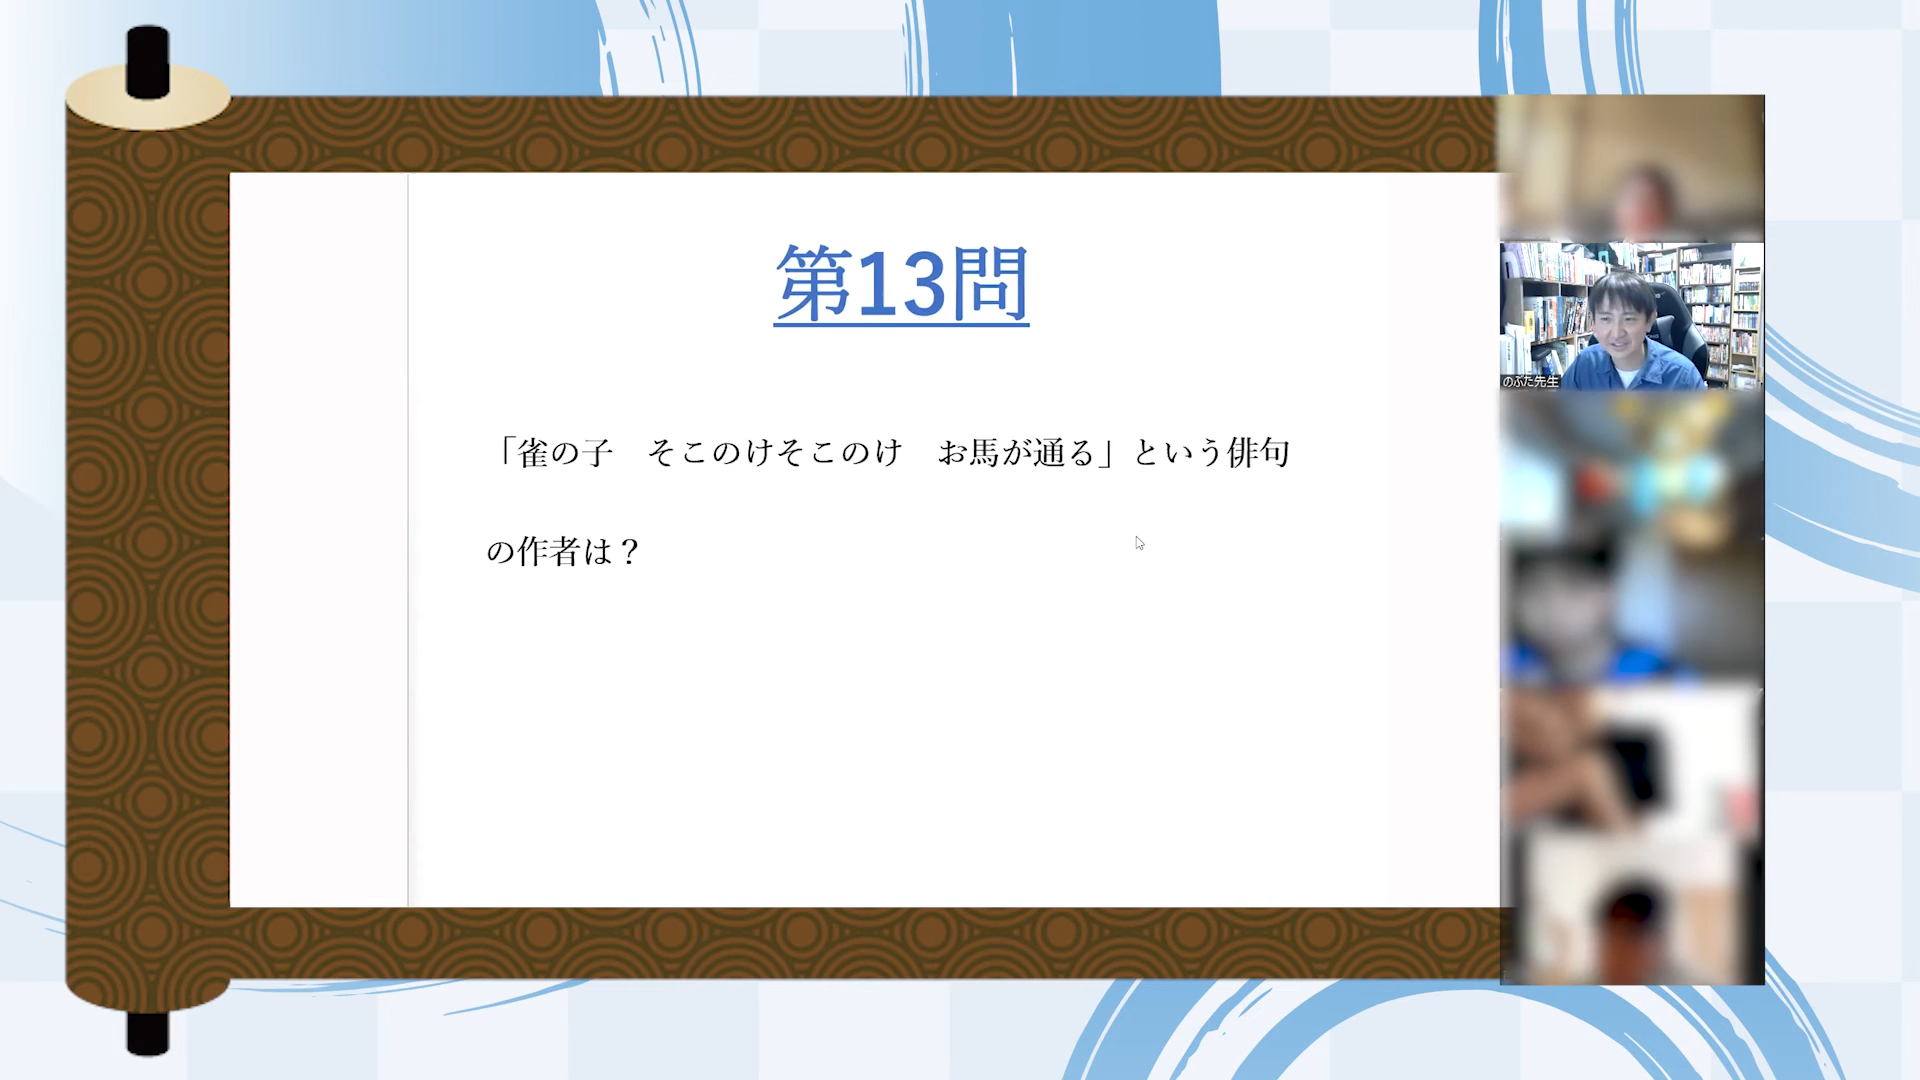 第13問
「雀の子　そこのけそこのけ　お馬が通る」という俳句
の作者は？
のぶた先生